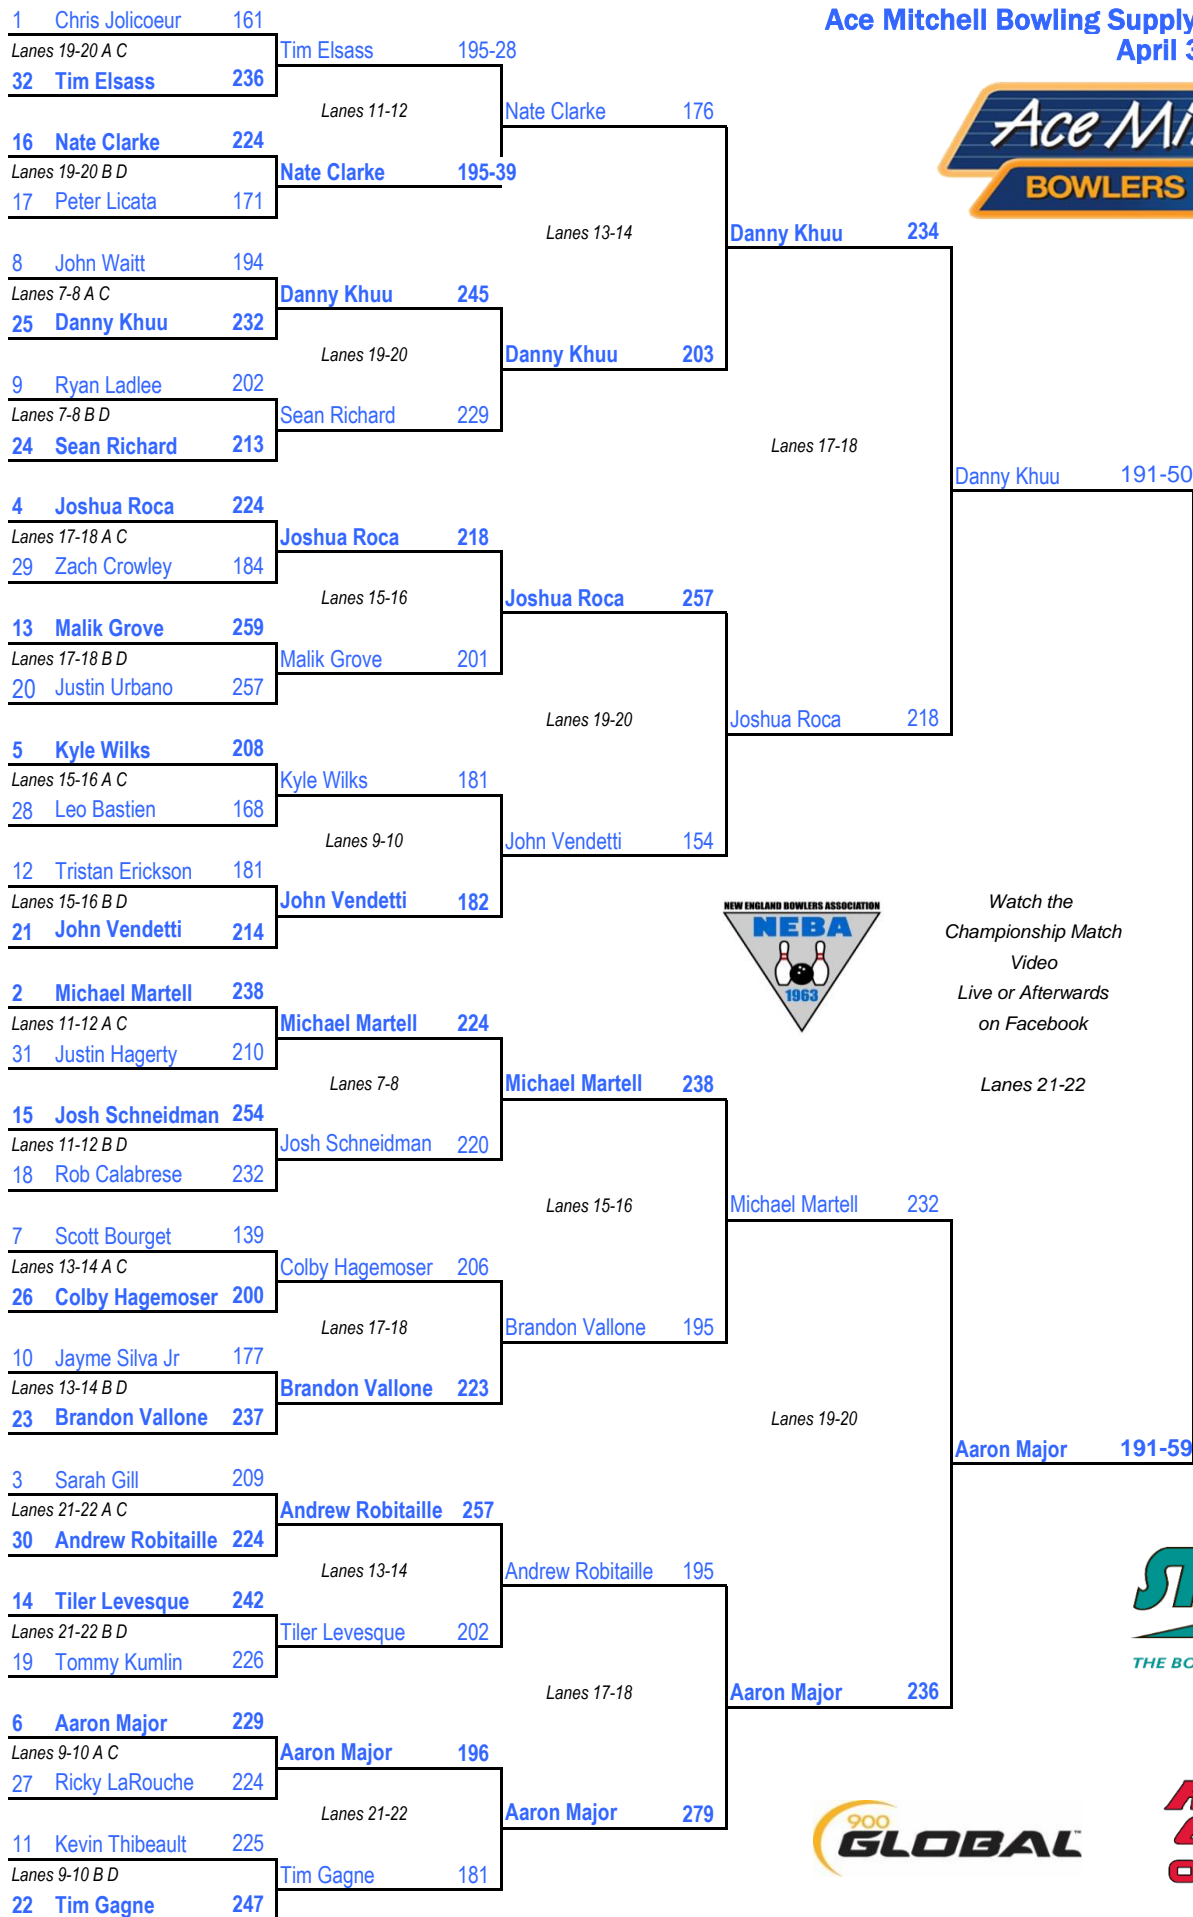 Ace Mitchell Bowling Supply
April 3
Ace Mi
BOWLERS
1 Chris Jolicoeur 161
Lanes 19-20 A C
32 Tim Elsass 236
16 Nate Clarke 224
Lanes 19-20 B D
17 Peter Licata 171
8 John Waitt 194
Lanes 7-8 A C
25 Danny Khuu 232
9 Ryan Ladlee 202
Lanes 7-8 B D
24 Sean Richard 213
4 Joshua Roca 224
Lanes 17-18 A C
29 Zach Crowley 184
13 Malik Grove 259
Lanes 17-18 B D
20 Justin Urbano 257
5 Kyle Wilks 208
Lanes 15-16 A C
28 Leo Bastien 168
12 Tristan Erickson 181
Lanes 15-16 B D
21 John Vendetti 214
2 Michael Martell 238
Lanes 11-12 A C
31 Justin Hagerty 210
15 Josh Schneidman 254
Lanes 11-12 B D
18 Rob Calabrese 232
7 Scott Bourget 139
Lanes 13-14 A C
26 Colby Hagemoser 200
10 Jayme Silva Jr 177
Lanes 13-14 B D
23 Brandon Vallone 237
3 Sarah Gill 209
Lanes 21-22 A C
30 Andrew Robitaille 224
14 Tiler Levesque 242
Lanes 21-22 B D
19 Tommy Kumlin 226
6 Aaron Major 229
Lanes 9-10 A C
27 Ricky LaRouche 224
11 Kevin Thibeault 225
Lanes 9-10 B D
22 Tim Gagne 247
Tim Elsass 195-28
Lanes 11-12
Nate Clarke 195-39
Danny Khuu 245
Lanes 19-20
Sean Richard 229
Joshua Roca 218
Lanes 15-16
Malik Grove 201
Kyle Wilks 181
Lanes 9-10
John Vendetti 182
Michael Martell 224
Lanes 7-8
Josh Schneidman 220
Colby Hagemoser 206
Lanes 17-18
Brandon Vallone 223
Andrew Robitaille 257
Lanes 13-14
Tiler Levesque 202
Aaron Major 196
Lanes 21-22
Tim Gagne 181
Nate Clarke 176
Lanes 13-14
Danny Khuu 203
Joshua Roca 257
Lanes 19-20
John Vendetti 154
Michael Martell 238
Lanes 15-16
Brandon Vallone 195
Andrew Robitaille 195
Lanes 17-18
Aaron Major 279
Danny Khuu 234
Lanes 17-18
Joshua Roca 218
Michael Martell 232
Lanes 19-20
Aaron Major 236
Danny Khuu 191-50
Aaron Major 191-59
NEW ENGLAND BOWLERS ASSOCIATION
NEBA
1963
Watch the
Championship Match
Video
Live or Afterwards
on Facebook
Lanes 21-22
THE BO
900
GLOBAL